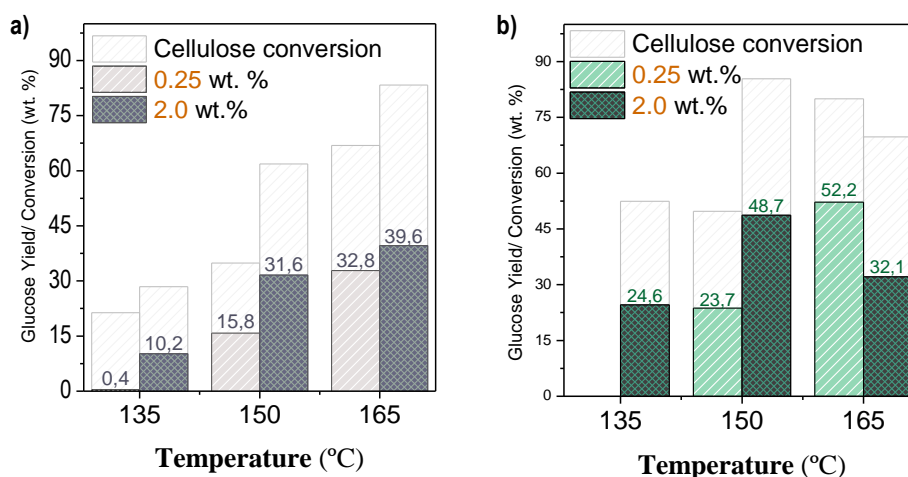 a)
Glucose Yield/ Conversion (wt. %)
90
75
60
45
30
15
0
Cellulose conversion
0.25 wt. %
2.0 wt.%
0,4
10,2
15,8
31,6
32,8
39,6
135
150
165
Temperature (ºC)
b)
Glucose Yield/ Conversion (wt. %)
90
75
60
45
30
15
0
Cellulose conversion
0.25 wt.%
2.0 wt.%
24,6
23,7
48,7
52,2
32,1
135
150
165
Temperature (ºC)